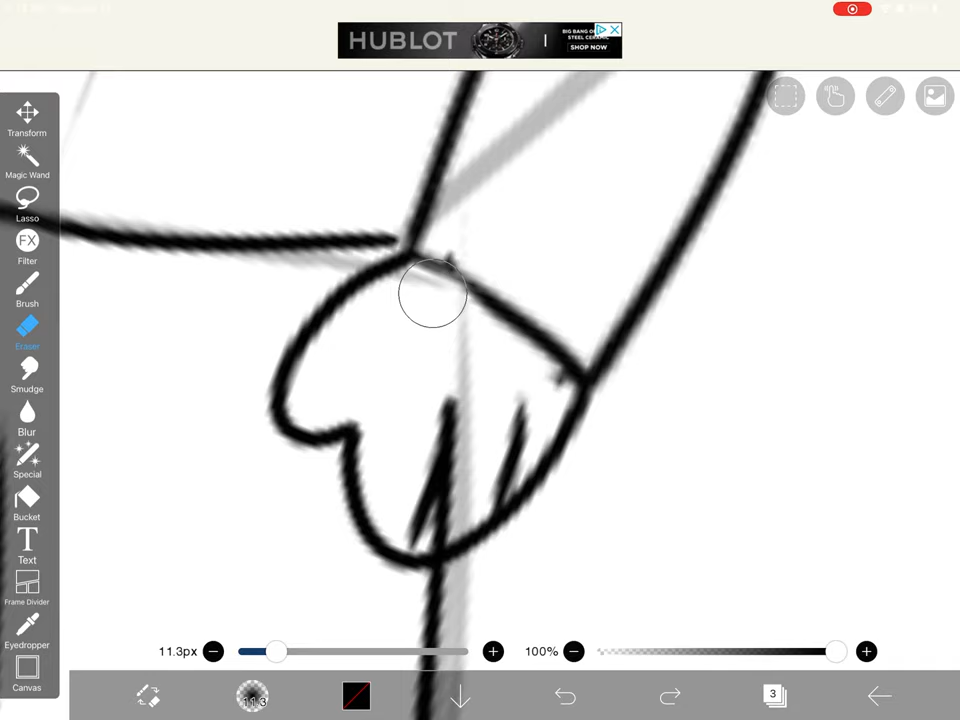 HUBLOT
BIG BANG
STEEL CERAMIC
SHOP NOW
Transform
Magic Wand
Lasso
FX
Filter
Brush
Eraser
Smudge
Blur
Special
Bucket
T
Text
Frame Divider
Eyedropper
Canvas
11.3px
100%
11.3
3